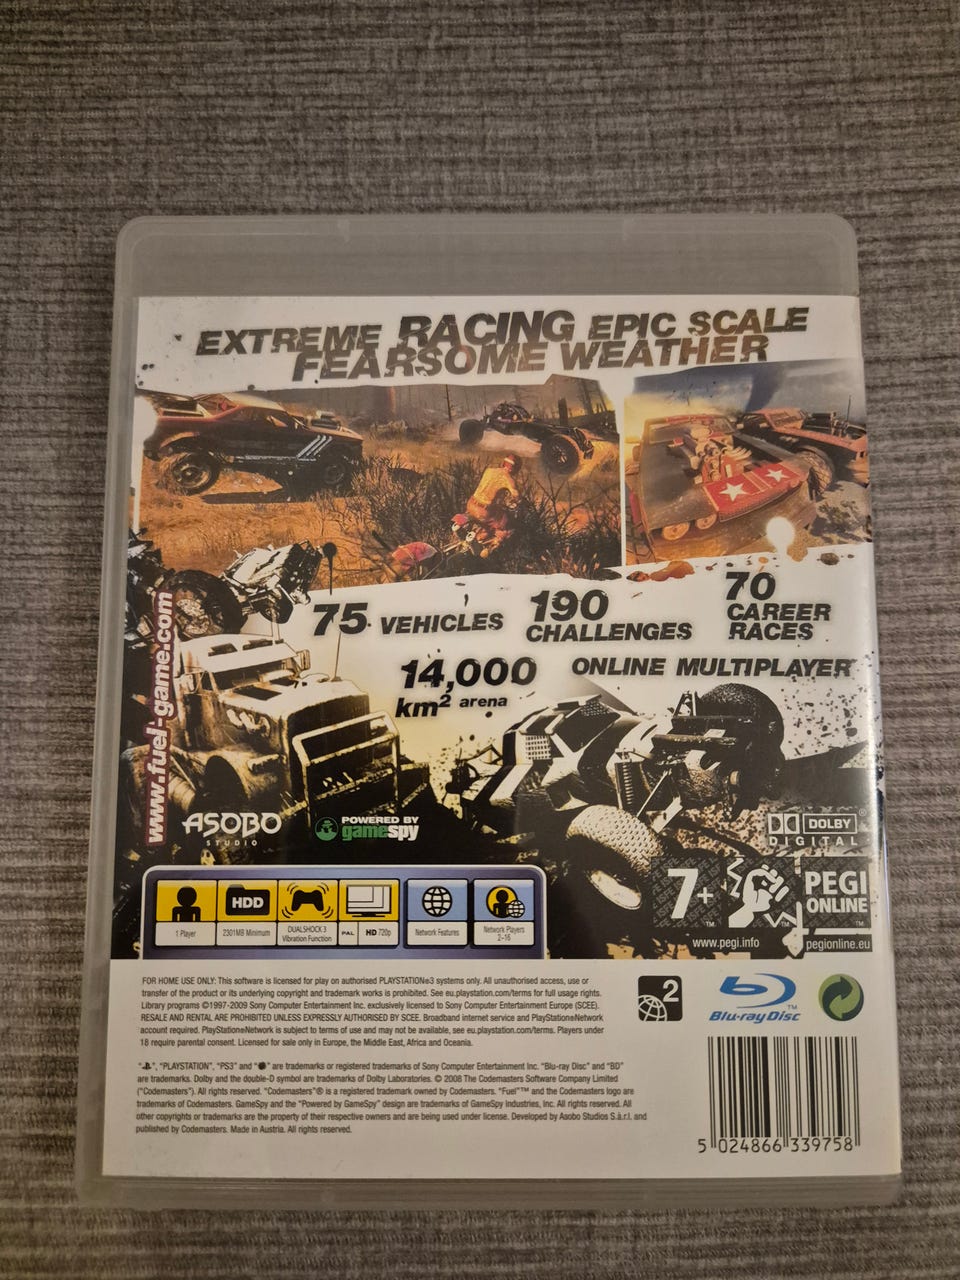 EXTREME RACING EPIC SCALE
FEARSOME WEATHER
75 VEHICLES
190
CHALLENGES
70
CAREER
RACES
14,000
km² arena
ONLINE MULTIPLAYER
www.fuel-game.com
ASOBO
STUDIO
POWERED BY
gamespy
DOLBY
DIGITAL
7+
www.pegi.info
PEGI
ONLINE
pegionline.eu
1 Player
HDD
2301MB Minimum
DUALSHOCK 3
Vibration Function
PAL
HD 720p
Network Features
Network Players
2-16
FOR HOME USE ONLY: This software is licensed for play on authorised PLAYSTATION®3 systems only. All unauthorised access, use or
transfer of the product or its underlying copyright and trademark works is prohibited. See eu.playstation.com/terms for full usage rights.
Library programs ©1997-2009 Sony Computer Entertainment Inc. exclusively licensed to Sony Computer Entertainment Europe (SCEE).
RESALE AND RENTAL ARE PROHIBITED UNLESS EXPRESSLY AUTHORISED BY SCEE. Broadband internet service and PlayStation®Network
account required. PlayStation®Network is subject to terms of use and may not be available, see eu.playstation.com/terms. Players under
18 require parental consent. Licensed for sale only in Europe, the Middle East, Africa and Oceania.
2
Blu-ray Disc
TM
", "PLAYSTATION", "PS3" and " " are trademarks or registered trademarks of Sony Computer Entertainment Inc. "Blu-ray Disc" and "BD"
are trademarks. Dolby and the double-D symbol are trademarks of Dolby Laboratories. © 2008 The Codemasters Software Company Limited
("Codemasters"). All rights reserved. "Codemasters"® is a registered trademark owned by Codemasters. "Fuel"™ and the Codemasters logo are
trademarks of Codemasters. GameSpy and the "Powered by GameSpy" design are trademarks of GameSpy Industries, Inc. All rights reserved. All
other copyrights or trademarks are the property of their respective owners and are being used under license. Developed by Asobo Studios S.à.r.l. and
published by Codemasters. Made in Austria. All rights reserved.
5 024866 339758